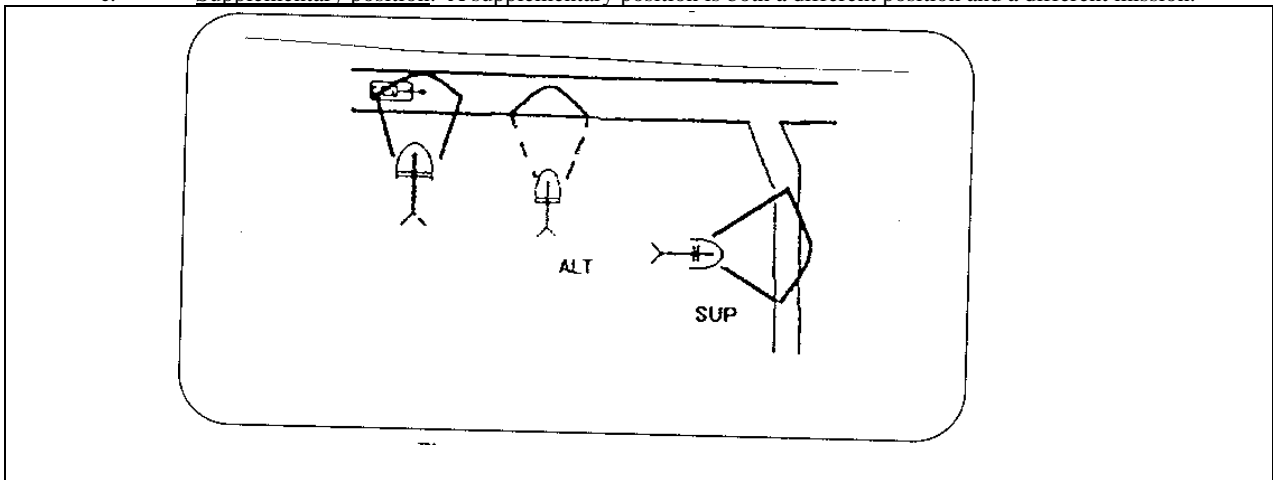 Supplementary position. A supplementary position is both a different position and a different mission.
ALT
SUP